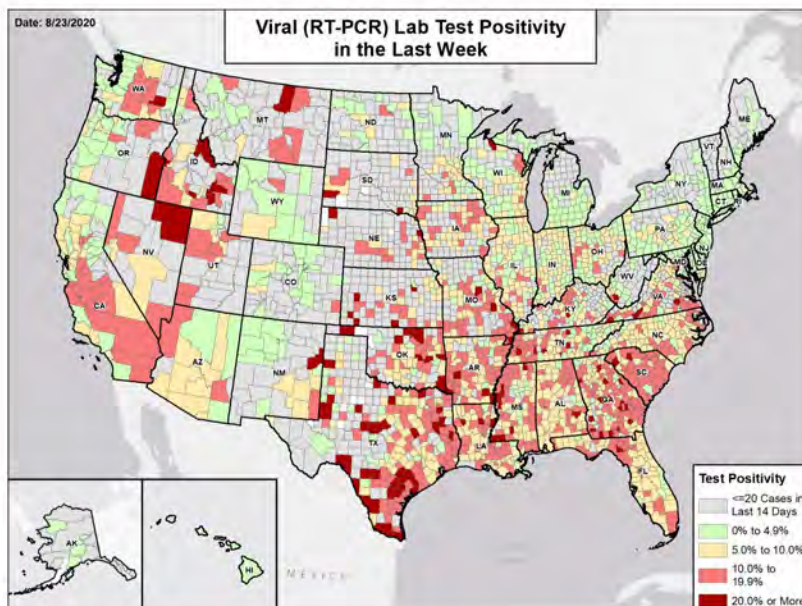 Date: 8/23/2020
Viral (RT-PCR) Lab Test Positivity
in the Last Week
WA
MT
ND
MN
ME
OR
ID
WY
SD
WI
MI
VT
NH
NY
MA
CT
NV
UT
CO
NE
IA
IL
IN
OH
PA
NJ
MD
DE
CA
KS
MO
KY
WV
VA
AZ
NM
OK
AR
TN
NC
SC
TX
LA
MS
AL
GA
FL
AK
HI
MEXICO
Test Positivity
<=20 Cases in
Last 14 Days
0% to 4.9%
5.0% to 10.0%
10.0% to
19.9%
20.0% or More